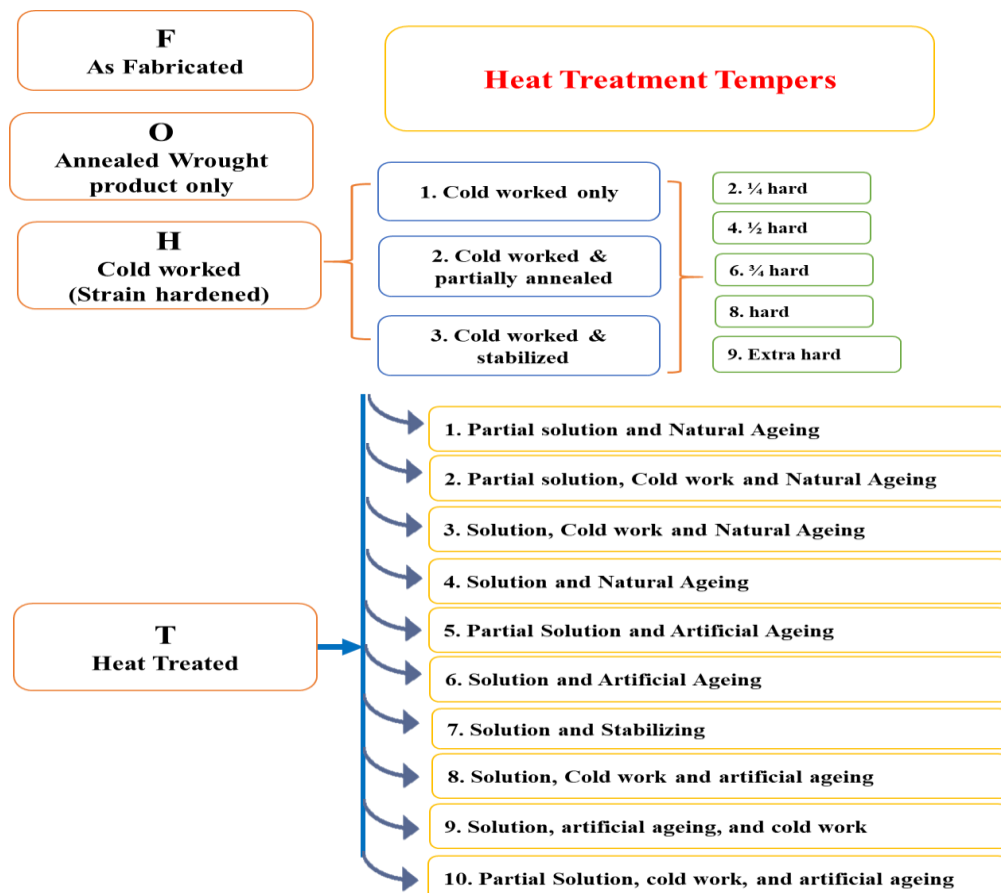 F
As Fabricated
Heat Treatment Tempers
O
Annealed Wrought
product only
H
Cold worked
(Strain hardened)
1. Cold worked only
2. Cold worked &
partially annealed
3. Cold worked &
stabilized
2. ¼ hard
4. ½ hard
6. ¾ hard
8. hard
9. Extra hard
T
Heat Treated
1. Partial solution and Natural Ageing
2. Partial solution, Cold work and Natural Ageing
3. Solution, Cold work and Natural Ageing
4. Solution and Natural Ageing
5. Partial Solution and Artificial Ageing
6. Solution and Artificial Ageing
7. Solution and Stabilizing
8. Solution, Cold work and artificial ageing
9. Solution, artificial ageing, and cold work
10. Partial Solution, cold work, and artificial ageing